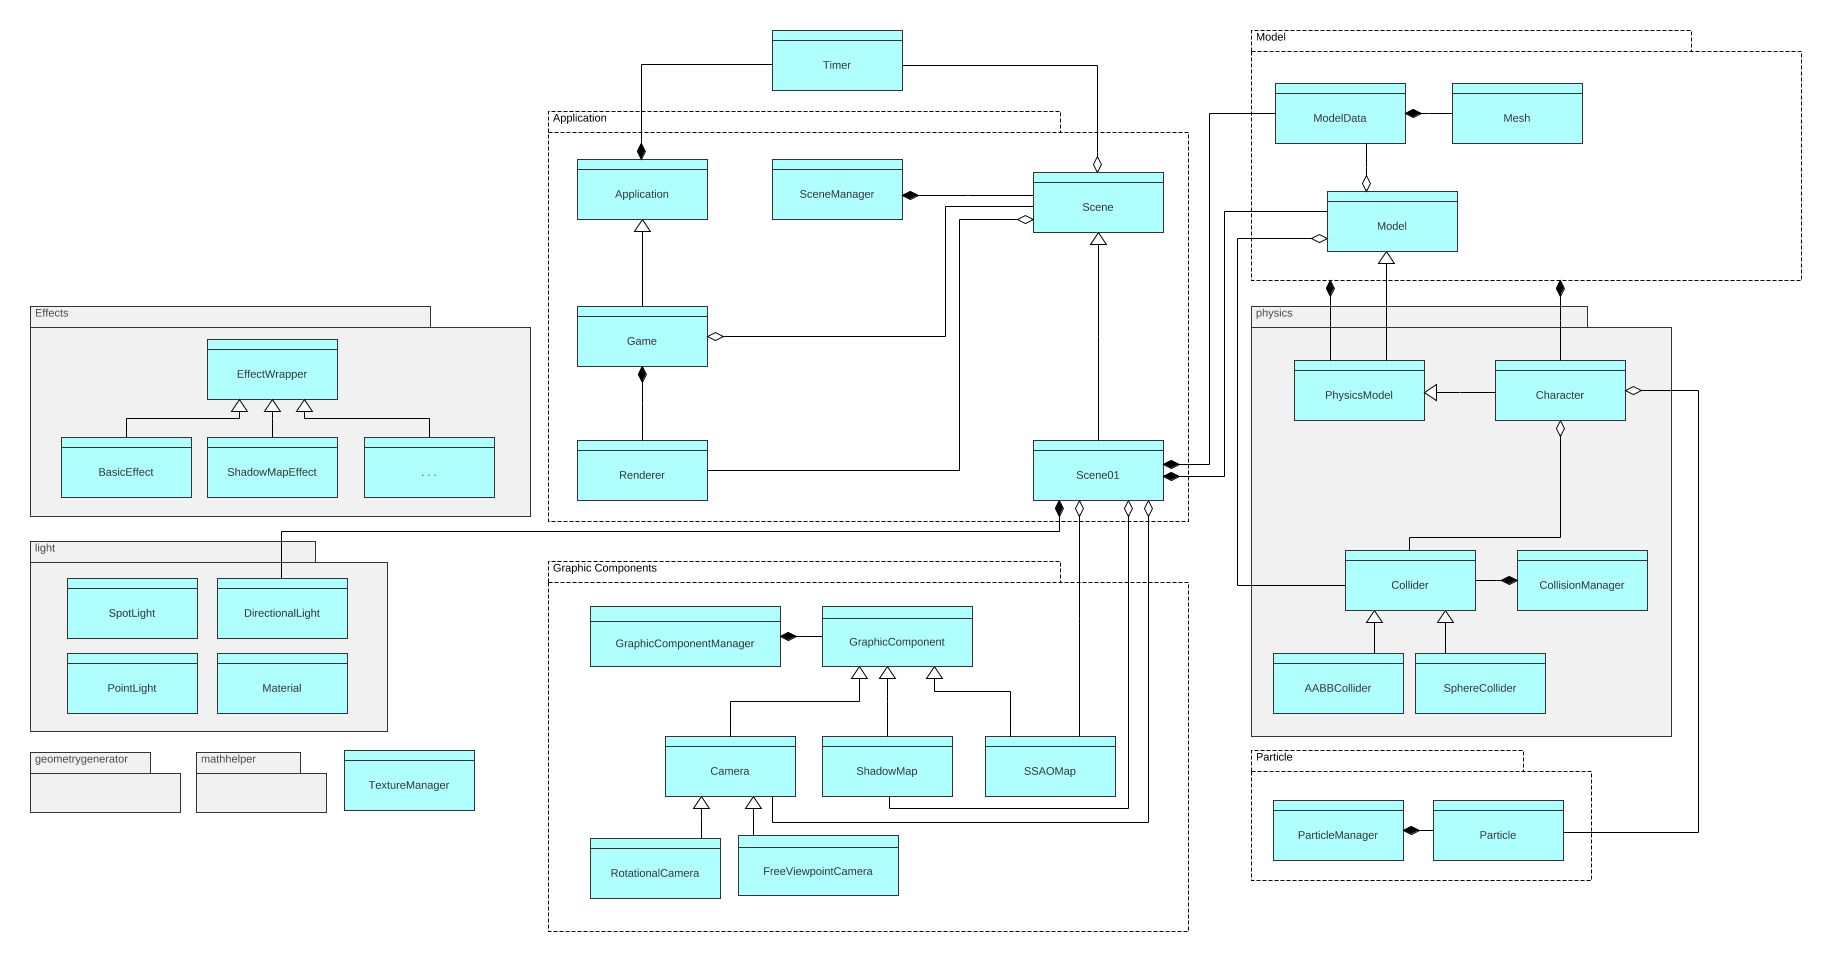 Timer
Application
Application
SceneManager
Scene
Game
Renderer
Scene01
Model
ModelData
Mesh
Model
Effects
EffectWrapper
BasicEffect
ShadowMapEffect
. . .
light
SpotLight
DirectionalLight
PointLight
Material
geometrygenerator
mathhelper
TextureManager
Graphic Components
GraphicComponentManager
GraphicComponent
Camera
ShadowMap
SSAOMap
RotationalCamera
FreeViewpointCamera
physics
PhysicsModel
Character
Collider
CollisionManager
AABBCollider
SphereCollider
Particle
ParticleManager
Particle